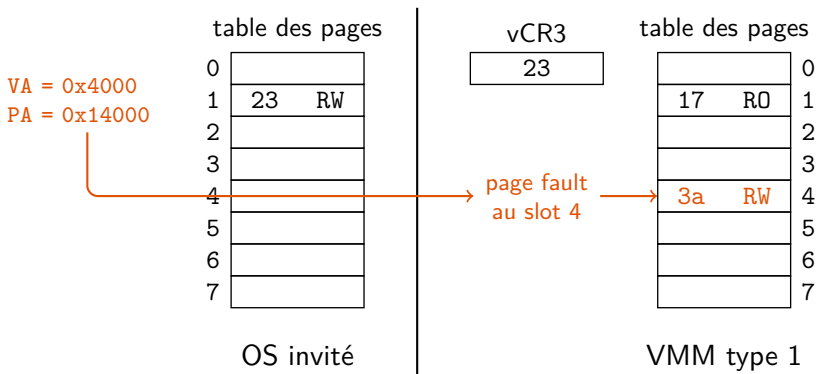 table des pages
vCR3
table des pages
23
VA = 0x4000
PA = 0x14000
0
1 23 RW
2
3
4
5
6
7
page fault
au slot 4
0
17 RO 1
2
3
3a RW 4
5
6
7
OS invité
VMM type 1